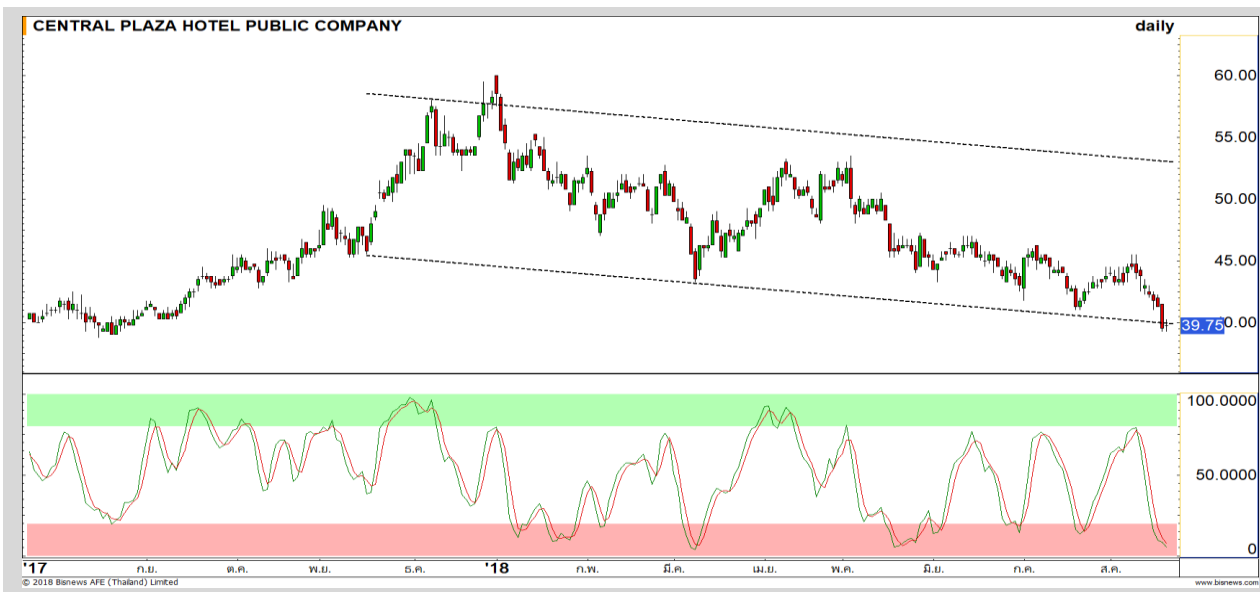 CENTRAL PLAZA HOTEL PUBLIC COMPANY daily
60.00
55.00
50.00
45.00
39.75
100.0000
50.0000
0
'17 ก.ย. ต.ค. พ.ย. ธ.ค. '18 ก.พ. มี.ค. เม.ย. พ.ค. มิ.ย. ก.ค. ส.ค.
© 2018 Bisnews AFE (Thailand) Limited www.bisnews.com